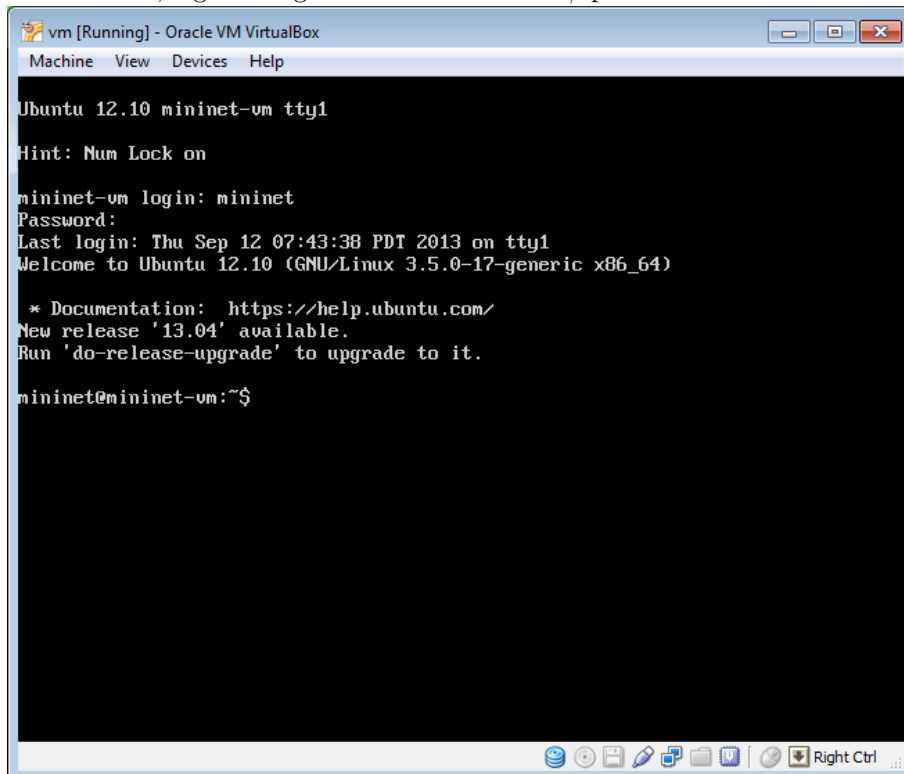 vm [Running] - Oracle VM VirtualBox
Machine View Devices Help
Ubuntu 12.10 mininet-vm tty1
Hint: Num Lock on
mininet-vm login: mininet
Password:
Last login: Thu Sep 12 07:43:38 PDT 2013 on tty1
Welcome to Ubuntu 12.10 (GNU/Linux 3.5.0-17-generic x86_64)
* Documentation: https://help.ubuntu.com/
New release '13.04' available.
Run 'do-release-upgrade' to upgrade to it.
mininet@mininet-vm:~$
Right Ctrl